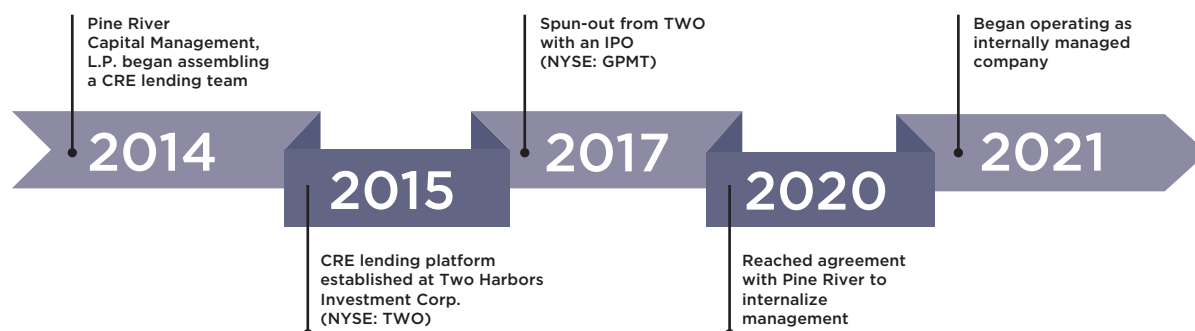 Pine River
Capital Management,
L.P. began assembling
a CRE lending team
2014
2015
CRE lending platform
established at Two Harbors
Investment Corp.
(NYSE: TWO)
Spun-out from TWO
with an IPO
(NYSE: GPMT)
2017
2020
Reached agreement
with Pine River to
internalize
management
Began operating as
internally managed
company
2021